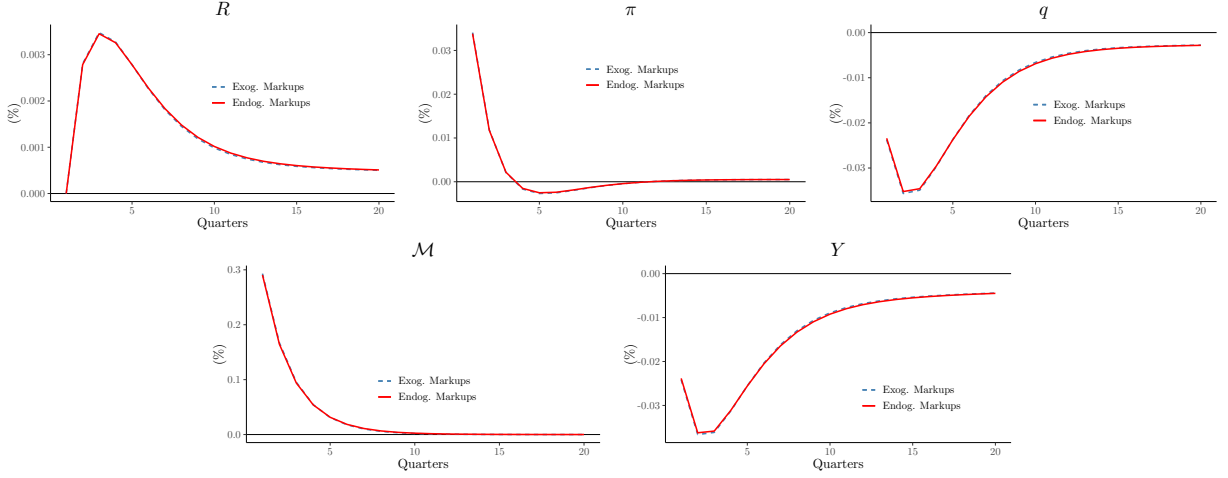 R
π
q
(%)
0.003
0.002
0.001
0.000
5
10
15
20
Quarters
Exog. Markups
Endog. Markups
(%)
0.03
0.02
0.01
0.00
5
10
15
20
Quarters
Exog. Markups
Endog. Markups
(%)
0.00
-0.01
-0.02
-0.03
5
10
15
20
Quarters
Exog. Markups
Endog. Markups
ℳ
Y
(%)
0.3
0.2
0.1
0.0
5
10
15
20
Quarters
Exog. Markups
Endog. Markups
(%)
0.00
-0.01
-0.02
-0.03
5
10
15
20
Quarters
Exog. Markups
Endog. Markups